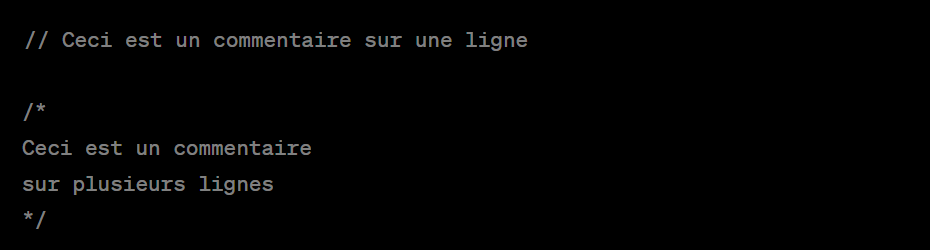 // Ceci est un commentaire sur une ligne
/*
Ceci est un commentaire
sur plusieurs lignes
*/